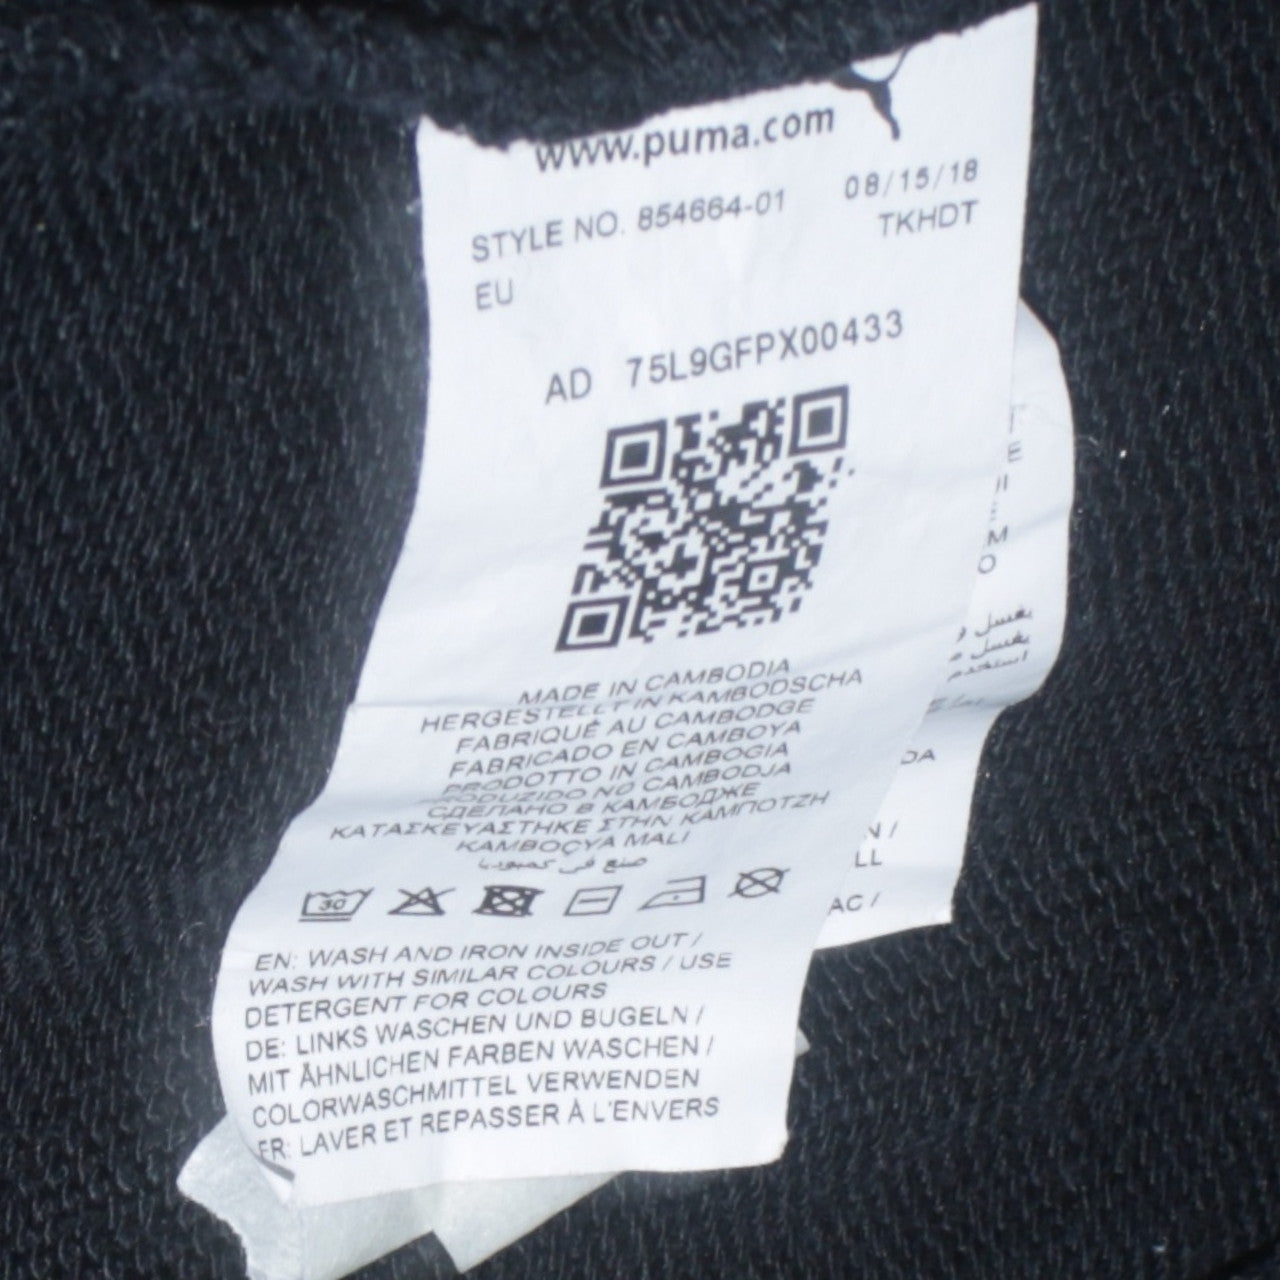 www.puma.com
STYLE NO. 854664-01 08/15/18
EU TKHDT
AD 75L9GFPX00433
MADE IN CAMBODIA
HERGESTELLT IN KAMBODSCHA
FABRIQUÉ AU CAMBODGE
FABRICADO EN CAMBOYA
PRODOTTO IN CAMBOGIA
PRODUZIDO NO CAMBODJA
СДЕЛАНО В КАМБОДЖЕ
ΚΑΤΑΣΚΕΥΑΣΤΗΚΕ ΣΤΗΝ ΚΑΜΠΟΤΖΗ
KAMBOÇYA MALI
صنع في كمبوديا
30
EN: WASH AND IRON INSIDE OUT /
WASH WITH SIMILAR COLOURS / USE
DETERGENT FOR COLOURS
DE: LINKS WASCHEN UND BUGELN /
MIT ÄHNLICHEN FARBEN WASCHEN /
COLORWASCHMITTEL VERWENDEN
FR: LAVER ET REPASSER À L'ENVERS